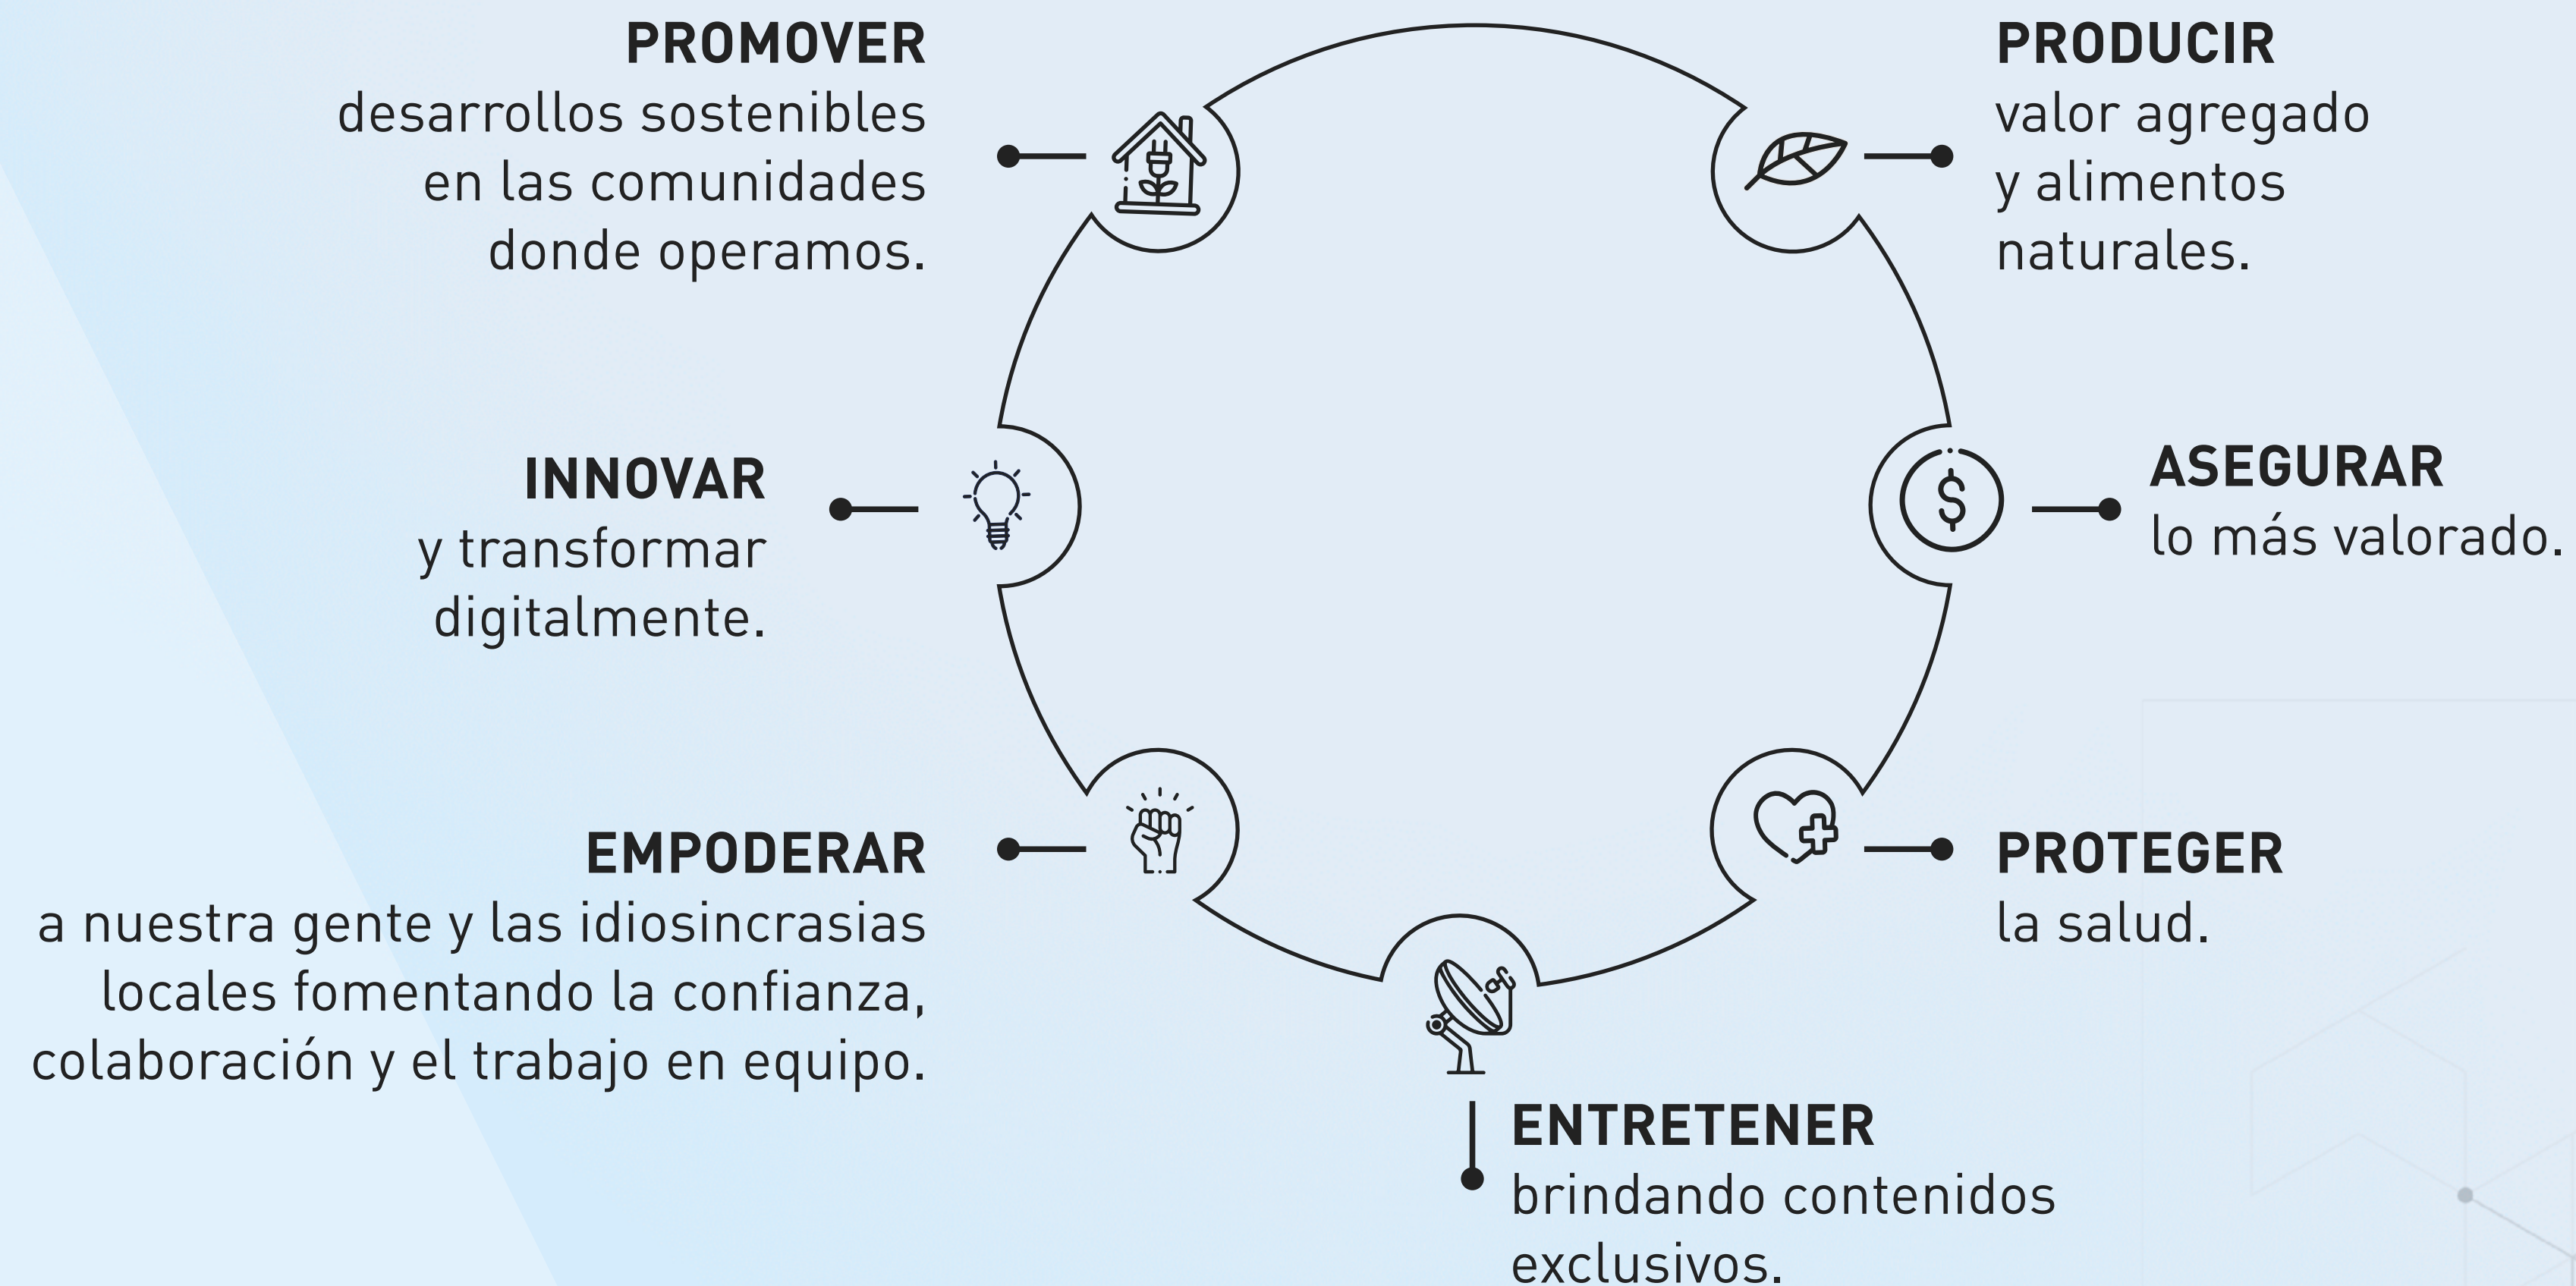 PROMOVER
desarrollos sostenibles
en las comunidades
donde operamos.
PRODUCIR
valor agregado
y alimentos
naturales.
INNOVAR
y transformar
digitalmente.
ASEGURAR
lo más valorado.
EMPODERAR
a nuestra gente y las idiosincrasias
locales fomentando la confianza,
colaboración y el trabajo en equipo.
PROTEGER
la salud.
ENTRETENER
brindando contenidos
exclusivos.
$